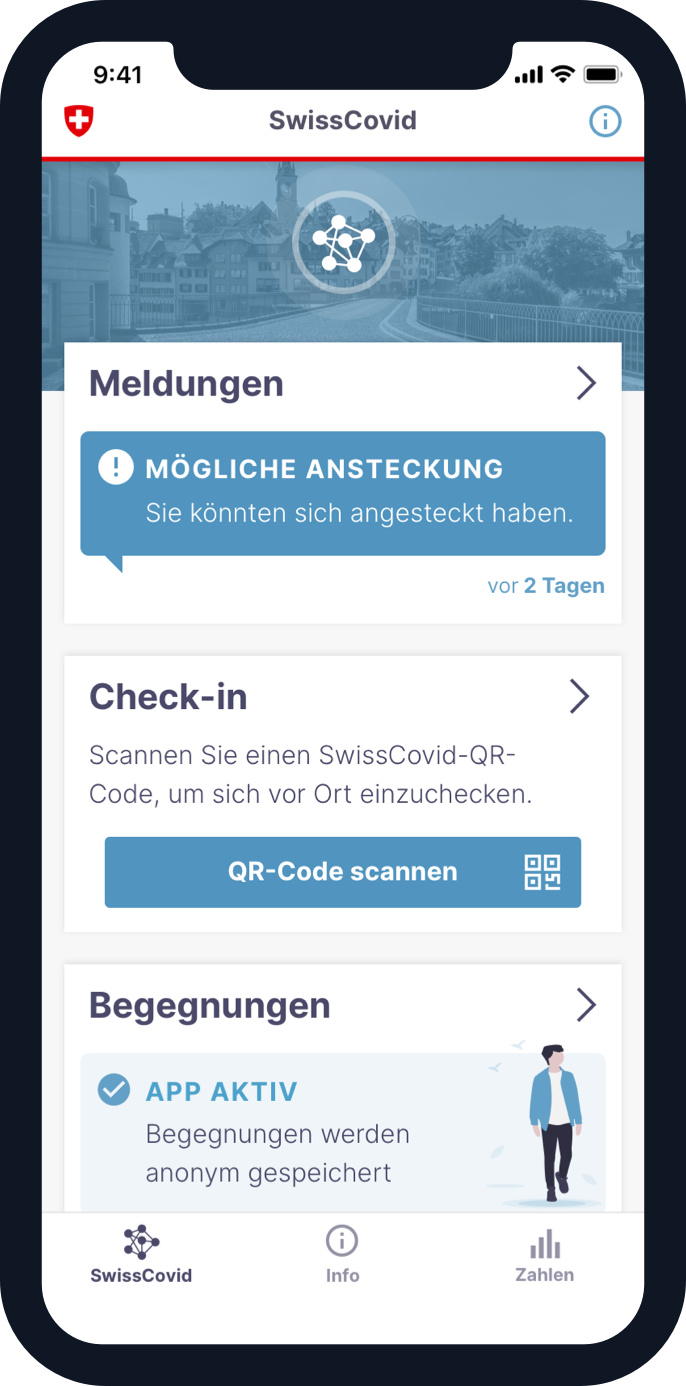 9:41
SwissCovid
Meldungen
MÖGLICHE ANSTECKUNG
Sie könnten sich angesteckt haben.
vor 2 Tagen
Check-in
Scannen Sie einen SwissCovid-QR-
Code, um sich vor Ort einzuchecken.
QR-Code scannen
Begegnungen
APP AKTIV
Begegnungen werden
anonym gespeichert
SwissCovid
Info
Zahlen